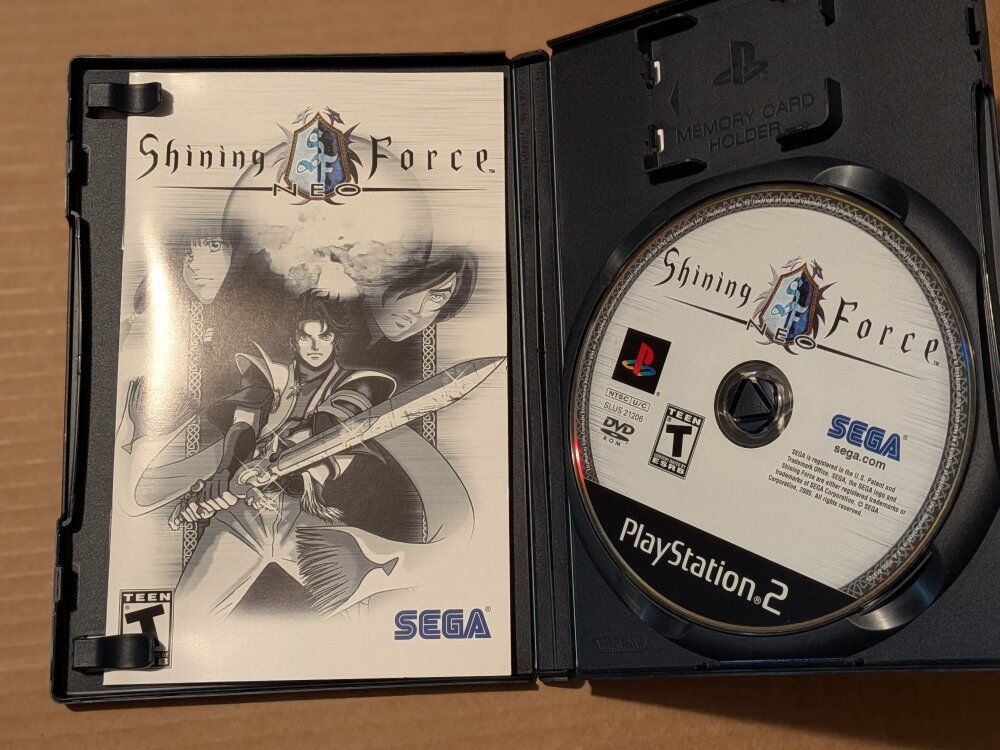 Shining Force™
NEO
TEEN
T
SEGA®
MEMORY CARD
HOLDER
Shining Force™
NEO
NTSC U/C
SLUS 21206
DVD
ROM
TEEN
T
ESRB
SEGA®
sega.com
SEGA is registered in the U.S. Patent and
Trademark Office. SEGA, the SEGA logo and
Shining Force are either registered trademarks or
trademarks of SEGA Corporation. © SEGA
Corporation, 2005. All rights reserved.
PlayStation®2